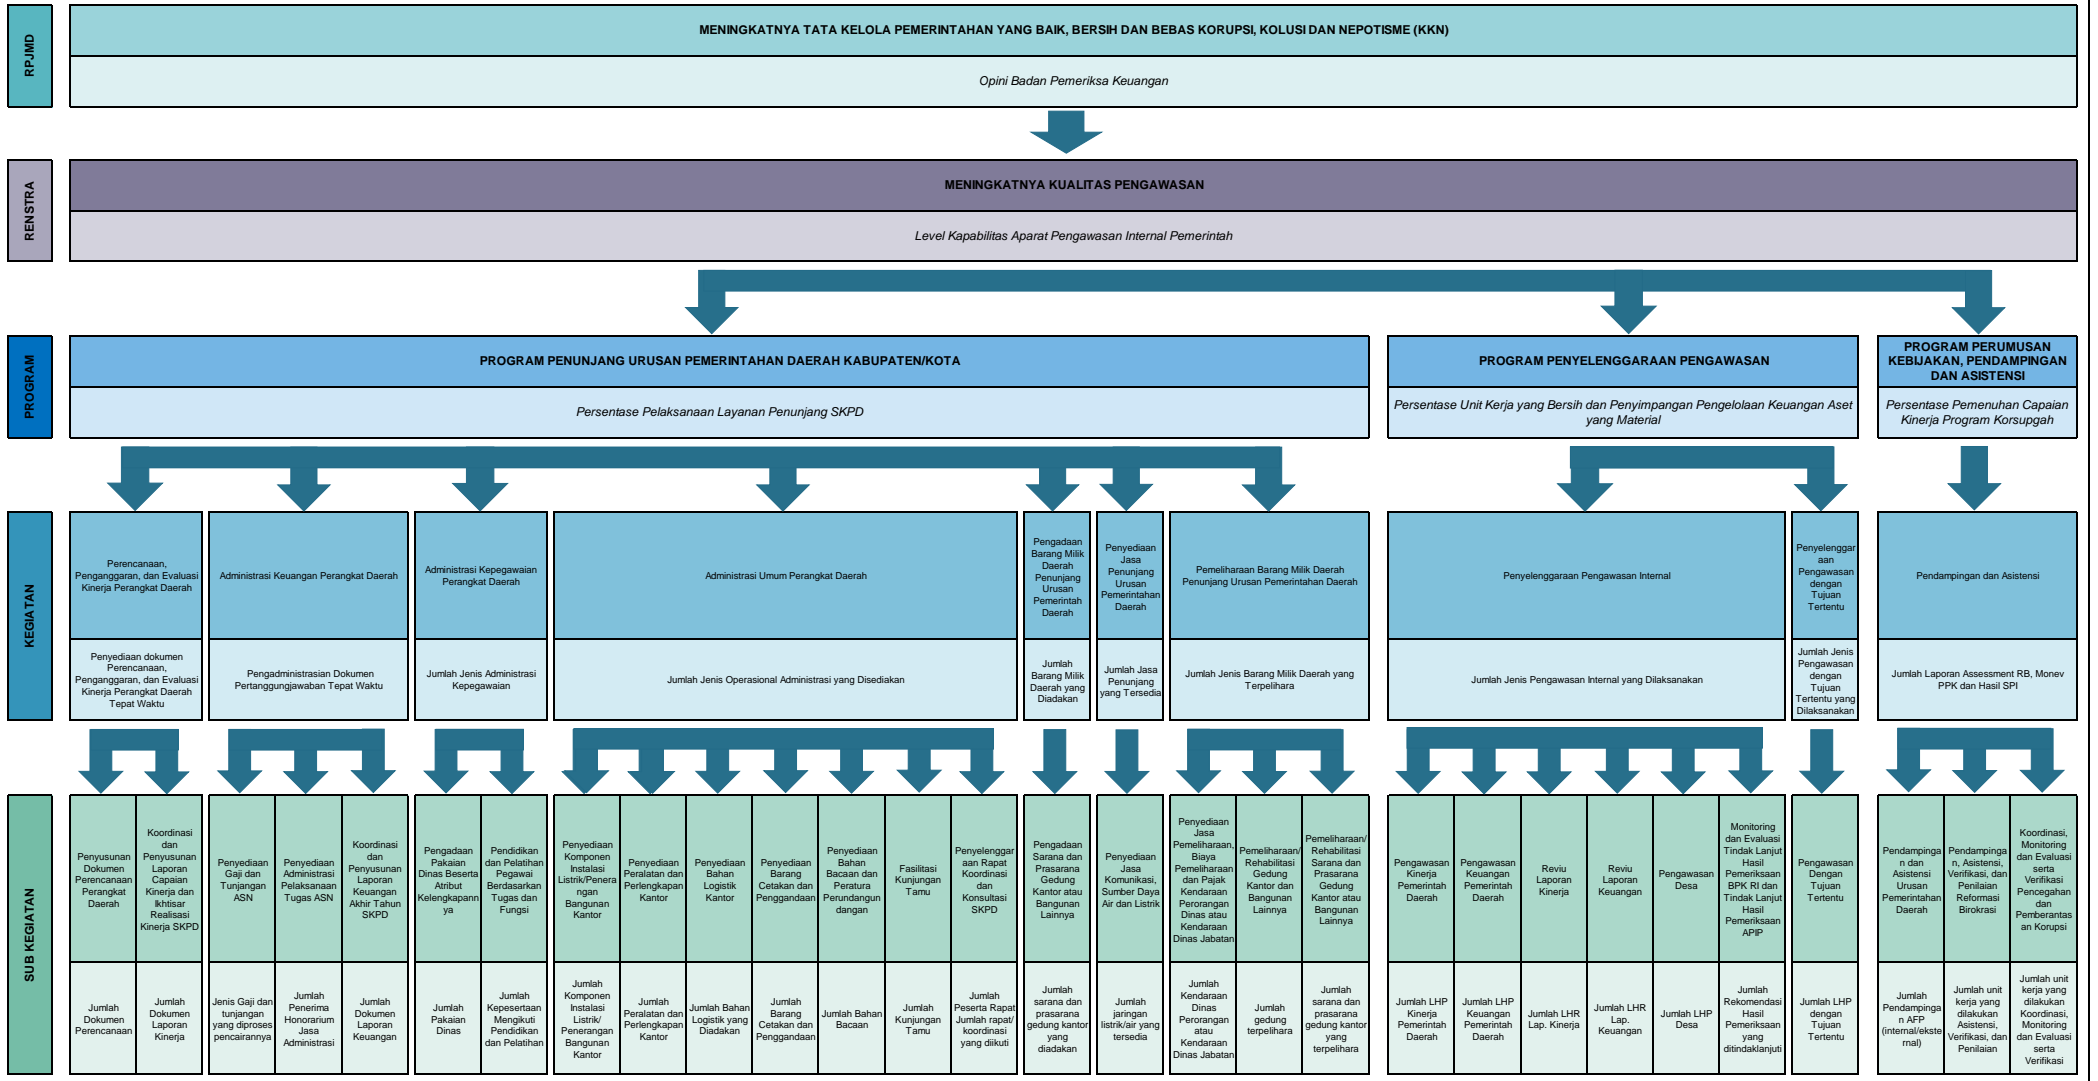 RPJMD
MENINGKATNYA TATA KELOLA PEMERINTAHAN YANG BAIK, BERSIH DAN BEBAS KORUPSI, KOLUSI DAN NEPOTISME (KKN)
Opini Badan Pemeriksa Keuangan
RENSTRA
MENINGKATNYA KUALITAS PENGAWASAN
Level Kapabilitas Aparat Pengawasan Internal Pemerintah
PROGRAM
PROGRAM PENUNJANG URUSAN PEMERINTAHAN DAERAH KABUPATEN/KOTA
Persentase Pelaksanaan Layanan Penunjang SKPD
PROGRAM PENYELENGGARAAN PENGAWASAN
Persentase Unit Kerja yang Bersih dan Penyimpangan Pengelolaan Keuangan Aset
yang Material
PROGRAM PERUMUSAN
KEBIJAKAN, PENDAMPINGAN
DAN ASISTENSI
Persentase Pemenuhan Capaian
Kinerja Program Korsupgah
KEGIATAN
Perencanaan,
Penganggaran, dan Evaluasi
Kinerja Perangkat Daerah
Administrasi Keuangan Perangkat Daerah
Administrasi Kepegawaian
Perangkat Daerah
Administrasi Umum Perangkat Daerah
Pengadaan
Barang Milik
Daerah
Penunjang
Urusan
Pemerintah
Daerah
Penyediaan
Jasa
Penunjang
Urusan
Pemerintahan
Daerah
Pemeliharaan Barang Milik Daerah
Penunjang Urusan Pemerintahan Daerah
Penyelenggaraan Pengawasan Internal
Penyelenggar
aan
Pengawasan
dengan
Tujuan
Tertentu
Pendampingan dan Asistensi
Penyediaan dokumen
Perencanaan,
Penganggaran, dan Evaluasi
Kinerja Perangkat Daerah
Tepat Waktu
Pengadministrasian Dokumen
Pertanggungjawaban Tepat Waktu
Jumlah Jenis Administrasi
Kepegawaian
Jumlah Jenis Operasional Administrasi yang Disediakan
Jumlah
Barang Milik
Daerah yang
Diadakan
Jumlah Jasa
Penunjang
yang Tersedia
Jumlah Jenis Barang Milik Daerah yang
Terpelihara
Jumlah Jenis Pengawasan Internal yang Dilaksanakan
Jumlah Jenis
Pengawasan
dengan
Tujuan
Tertentu yang
Dilaksanakan
Jumlah Laporan Assessment RB, Monev
PPK dan Hasil SPI
SUB KEGIATAN
Penyusunan
Dokumen
Perencanaan
Perangkat
Daerah
Koordinasi
dan
Penyusunan
Laporan
Capaian
Kinerja dan
Ikhtisar
Realisasi
Kinerja SKPD
Penyediaan
Gaji dan
Tunjangan
ASN
Penyediaan
Administrasi
Pelaksanaan
Tugas ASN
Koordinasi
dan
Penyusunan
Laporan
Keuangan
Akhir Tahun
SKPD
Pengadaan
Pakaian
Dinas Beserta
Atribut
Kelengkapann
ya
Pendidikan
dan Pelatihan
Pegawai
Berdasarkan
Tugas dan
Fungsi
Penyediaan
Komponen
Instalasi
Listrik/Penera
ngan
Bangunan
Kantor
Penyediaan
Peralatan dan
Perlengkapan
Kantor
Penyediaan
Bahan
Logistik
Kantor
Penyediaan
Barang
Cetakan dan
Penggandaan
Penyediaan
Bahan
Bacaan dan
Peratura
Perundangun
dangan
Fasilitasi
Kunjungan
Tamu
Penyelenggar
aan Rapat
Koordinasi
dan
Konsultasi
SKPD
Pengadaan
Sarana dan
Prasarana
Gedung
Kantor atau
Bangunan
Lainnya
Penyediaan
Jasa
Komunikasi,
Sumber Daya
Air dan Listrik
Penyediaan
Jasa
Pemeliharaan,
Biaya
Pemeliharaan
dan Pajak
Kendaraan
Perorangan
Dinas atau
Kendaraan
Dinas Jabatan
Pemeliharaan/
Rehabilitasi
Gedung
Kantor dan
Bangunan
Lainnya
Pemeliharaan/
Rehabilitasi
Sarana dan
Prasarana
Gedung
Kantor atau
Bangunan
Lainnya
Pengawasan
Kinerja
Pemerintah
Daerah
Pengawasan
Keuangan
Pemerintah
Daerah
Reviu
Laporan
Kinerja
Reviu
Laporan
Keuangan
Pengawasan
Desa
Monitoring
dan Evaluasi
Tindak Lanjut
Hasil
Pemeriksaan
BPK RI dan
Tindak Lanjut
Hasil
Pemeriksaan
APIP
Pengawasan
Dengan
Tujuan
Tertentu
Pendampinga
n dan
Asistensi
Urusan
Pemerintahan
Daerah
Pendampinga
n, Asistensi,
Verifikasi, dan
Penilaian
Reformasi
Birokrasi
Koordinasi,
Monitoring
dan Evaluasi
serta
Verifikasi
Pencegahan
dan
Pemberantas
an Korupsi
Jumlah
Dokumen
Perencanaan
Jumlah
Dokumen
Laporan
Kinerja
Jenis Gaji dan
tunjangan
yang diproses
pencairannya
Jumlah
Penerima
Honorarium
Jasa
Administrasi
Jumlah
Dokumen
Laporan
Keuangan
Jumlah
Pakaian
Dinas
Jumlah
Kepesertaan
Mengikuti
Pendidikan
dan Pelatihan
Jumlah
Komponen
Instalasi
Listrik/
Penerangan
Bangunan
Kantor
Jumlah
Peralatan dan
Perlengkapan
Kantor
Jumlah Bahan
Logistik yang
Diadakan
Jumlah
Barang
Cetakan dan
Penggandaan
Jumlah Bahan
Bacaan
Jumlah
Kunjungan
Tamu
Jumlah
Peserta Rapat/
koordinasi
yang diikuti
Jumlah
sarana dan
prasarana
gedung kantor
yang
diadakan
Jumlah
jaringan
listrik/air yang
tersedia
Jumlah
Kendaraan
Dinas
Perorangan
atau
Kendaraan
Dinas Jabatan
Jumlah
gedung
terpelihara
Jumlah
sarana dan
prasarana
gedung kantor
yang
terpelihara
Jumlah LHP
Kinerja
Pemerintah
Daerah
Jumlah LHP
Keuangan
Pemerintah
Daerah
Jumlah LHR
Lap. Kinerja
Jumlah LHR
Lap.
Keuangan
Jumlah LHP
Desa
Jumlah
Rekomendasi
Hasil
Pemeriksaan
yang
ditindaklanjuti
Jumlah LHP
dengan
Tujuan
Tertentu
Jumlah
Pendampinga
n AFP
(internal/ekste
rnal)
Jumlah unit
kerja yang
dilakukan
Asistensi,
Verifikasi, dan
Penilaian
Jumlah unit
kerja yang
dilakukan
Koordinasi,
Monitoring
dan Evaluasi
serta
Verifikasi